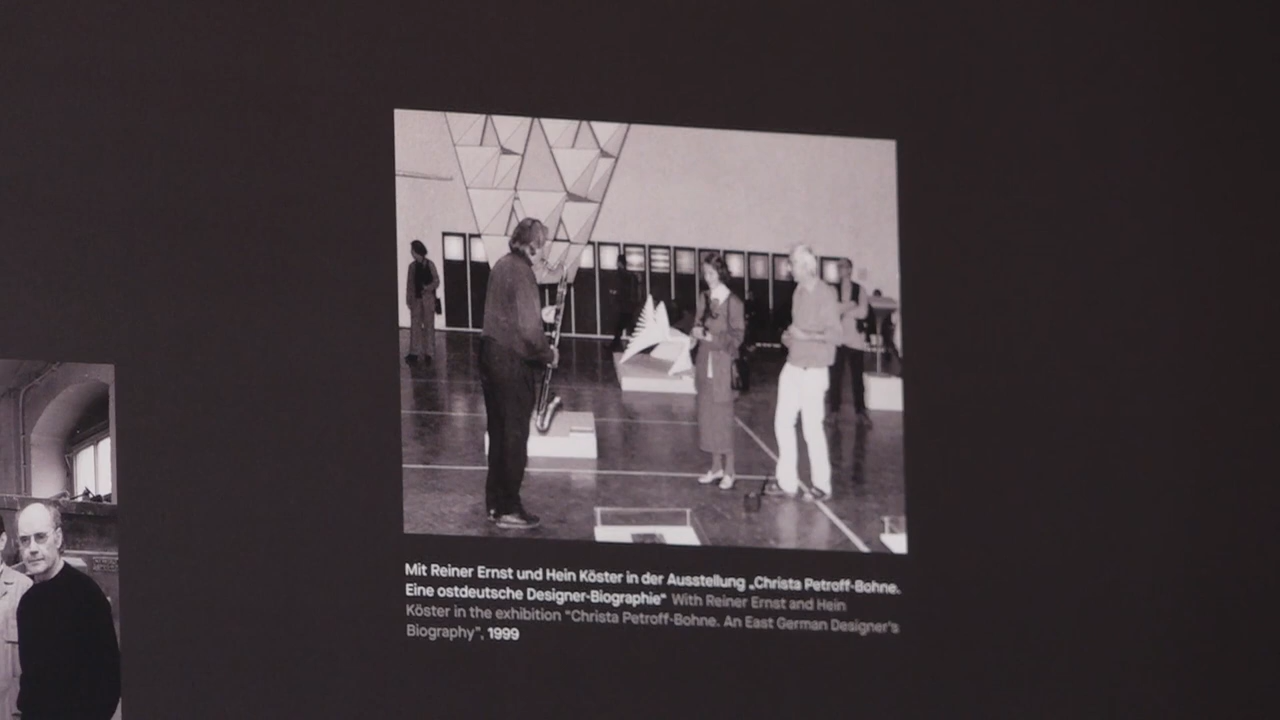 Mit Reiner Ernst und Hein Köster in der Ausstellung „Christa Petroff-Bohne.
Eine ostdeutsche Designer-Biographie“ With Reiner Ernst and Hein
Köster in the exhibition “Christa Petroff-Bohne. An East German Designer’s
Biography”, 1999